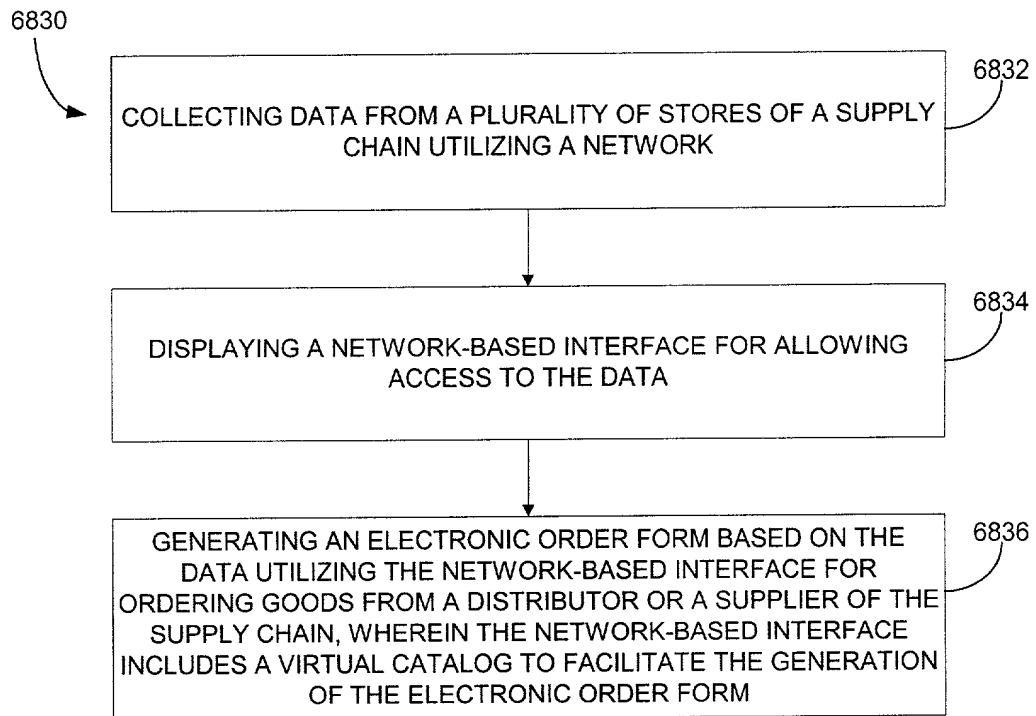 6830
6832
COLLECTING DATA FROM A PLURALITY OF STORES OF A SUPPLY
CHAIN UTILIZING A NETWORK
6834
DISPLAYING A NETWORK-BASED INTERFACE FOR ALLOWING
ACCESS TO THE DATA
6836
GENERATING AN ELECTRONIC ORDER FORM BASED ON THE
DATA UTILIZING THE NETWORK-BASED INTERFACE FOR
ORDERING GOODS FROM A DISTRIBUTOR OR A SUPPLIER OF THE
SUPPLY CHAIN, WHEREIN THE NETWORK-BASED INTERFACE
INCLUDES A VIRTUAL CATALOG TO FACILITATE THE GENERATION
OF THE ELECTRONIC ORDER FORM